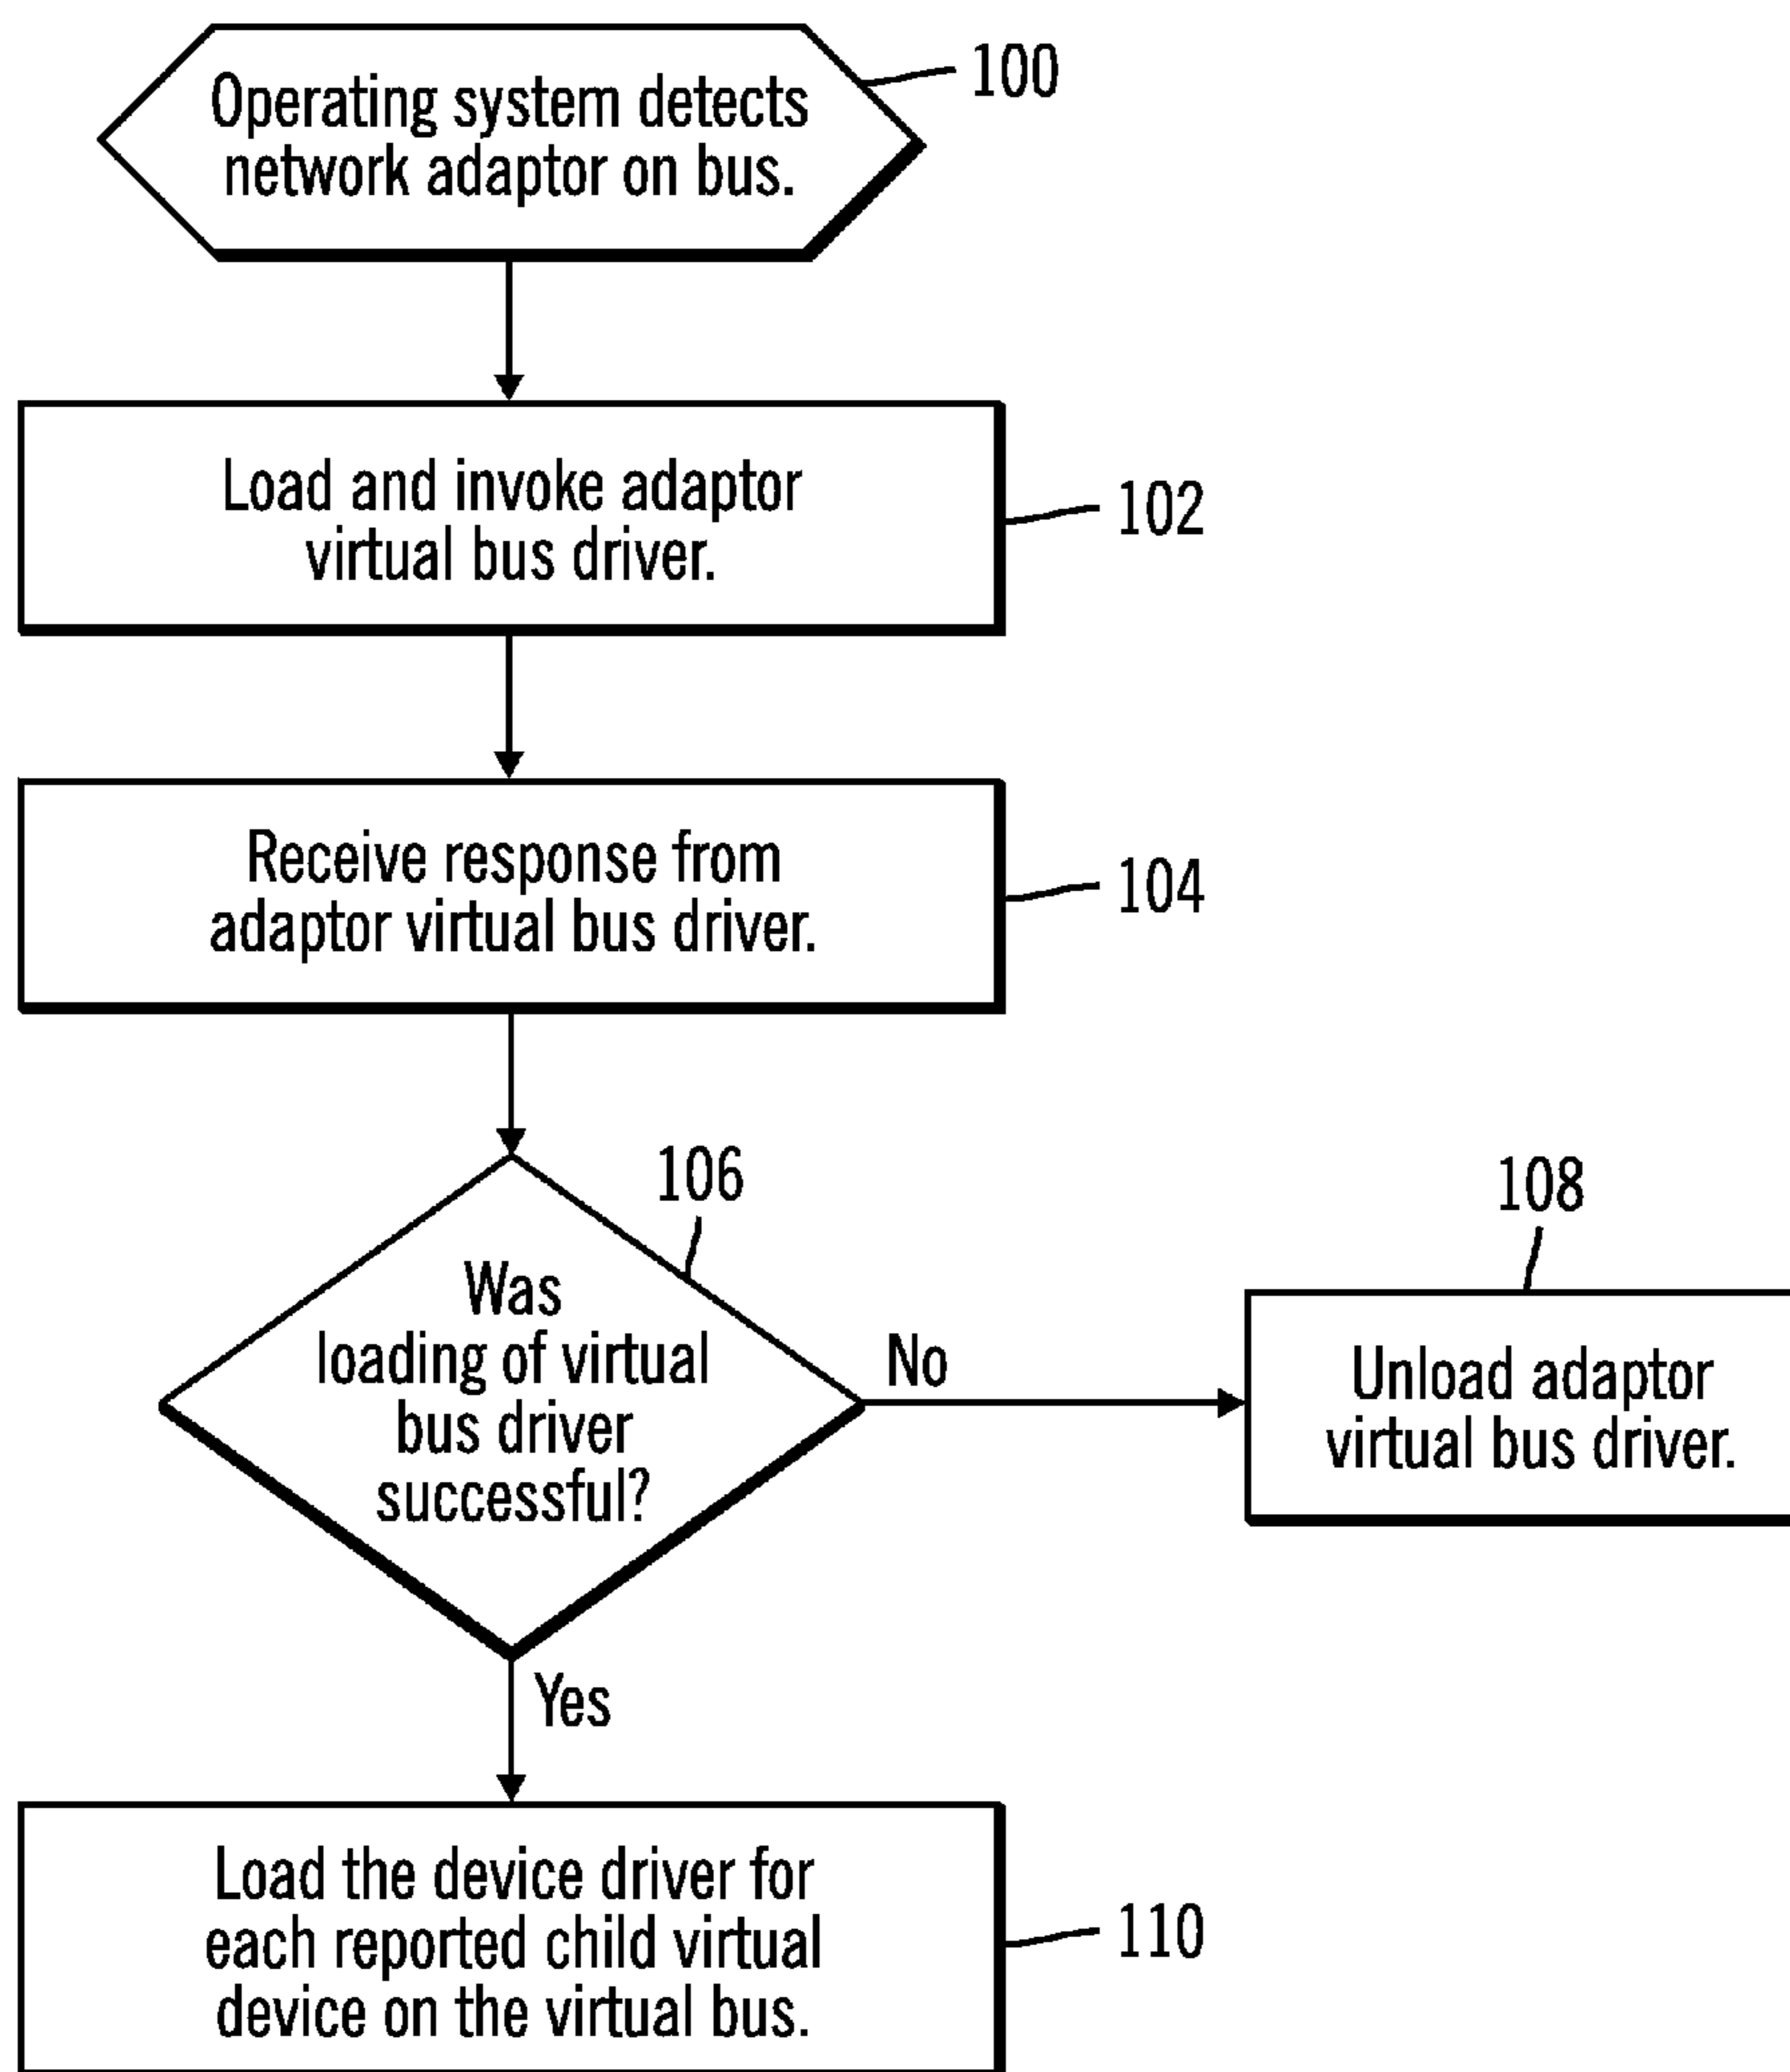 Operating system detects
network adaptor on bus.
100
Load and invoke adaptor
virtual bus driver.
102
Receive response from
adaptor virtual bus driver.
104
106
Was
loading of virtual
bus driver
successful?
No
108
Unload adaptor
virtual bus driver.
Yes
Load the device driver for
each reported child virtual
device on the virtual bus.
110